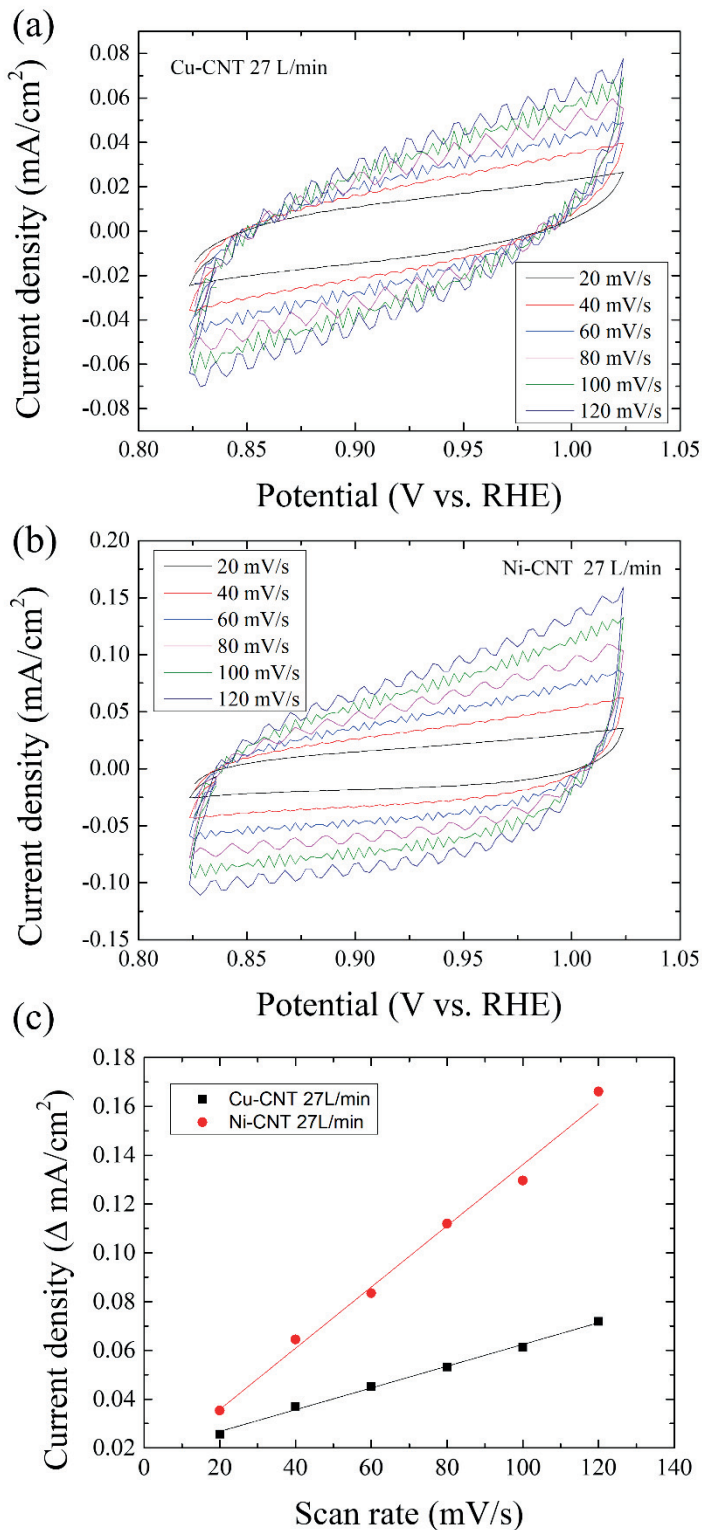 (a)
Cu-CNT 27 L/min
0.08
0.06
0.04
0.02
0.00
-0.02
-0.04
-0.06
-0.08
Current density (mA/cm²)
20 mV/s
40 mV/s
60 mV/s
80 mV/s
100 mV/s
120 mV/s
0.80 0.85 0.90 0.95 1.00 1.05
Potential (V vs. RHE)
(b)
0.20
0.15
0.10
0.05
0.00
-0.05
-0.10
-0.15
Current density (mA/cm²)
20 mV/s
40 mV/s
60 mV/s
80 mV/s
100 mV/s
120 mV/s
Ni-CNT 27 L/min
0.80 0.85 0.90 0.95 1.00 1.05
Potential (V vs. RHE)
(c)
0.18
0.16
0.14
0.12
0.10
0.08
0.06
0.04
0.02
Current density (Δ mA/cm²)
Cu-CNT 27L/min
Ni-CNT 27L/min
0 20 40 60 80 100 120 140
Scan rate (mV/s)